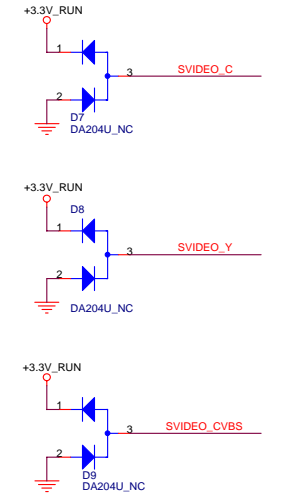 +3.3V_RUN
1
3
SVIDEO_C
2
D7
DA204U_NC
+3.3V_RUN
D8
1
3
SVIDEO_Y
2
DA204U_NC
+3.3V_RUN
1
3
SVIDEO_CVBS
2
D9
DA204U_NC